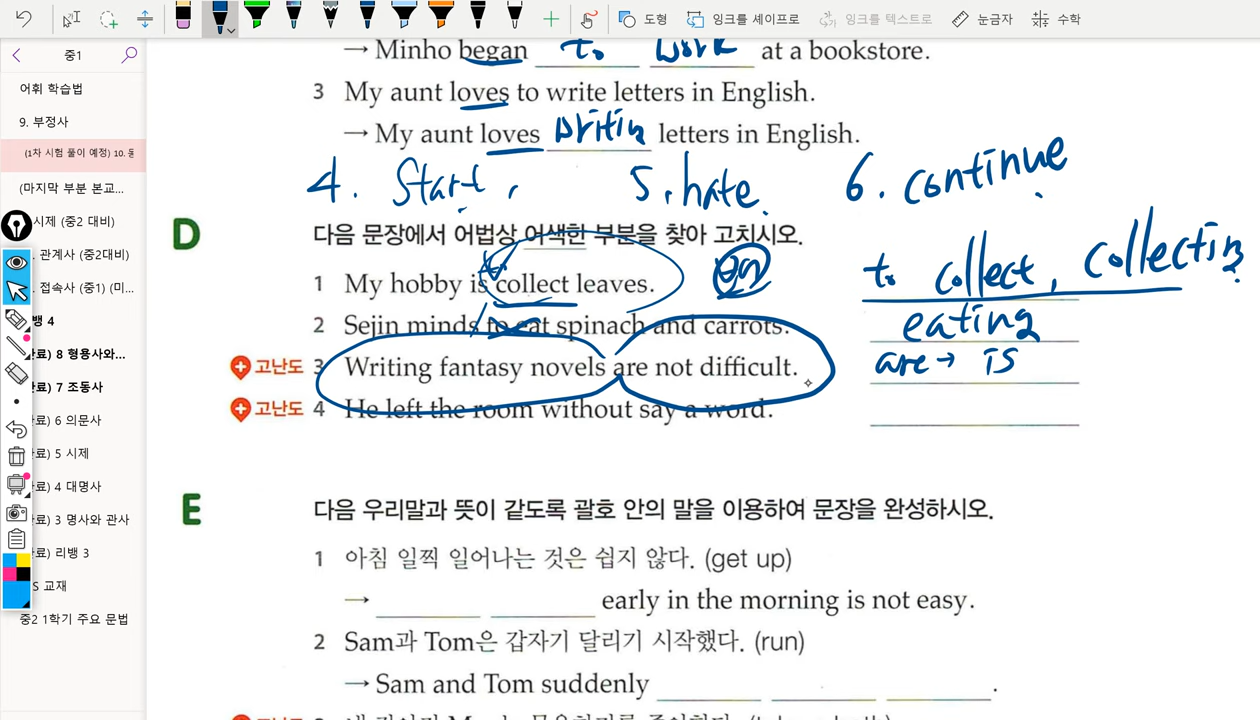 도형
잉크를 셰이프로
잉크를 텍스트로
눈금자
수학
중1
어휘 학습법
9. 부정사
(1차 시험 풀이 예정) 10. 동
(마지막 부분 본교...
시제 (중2 대비)
. 관계사 (중2대비)
. 접속사 (중1) (미...
뱅 4
료) 8 형용사와...
료) 7 조동사
료) 6 의문사
료) 5 시제
료) 4 대명사
료) 3 명사와 관사
료) 리뱅 3
S 교재
중2 1학기 주요 문법
→ Minho began to work at a bookstore.
3 My aunt loves to write letters in English.
→ My aunt loves writin letters in English.
4. Start, 5. hate 6. continue
D 다음 문장에서 어법상 어색한 부분을 찾아 고치시오.
1 My hobby is collect leaves. to collect, collecting
2 Sejin minds to eat spinach and carrots. eating
고난도 3 Writing fantasy novels are not difficult. are → is
고난도 4 He left the room without say a word.
E 다음 우리말과 뜻이 같도록 괄호 안의 말을 이용하여 문장을 완성하시오.
1 아침 일찍 일어나는 것은 쉽지 않다. (get up)
→ early in the morning is not easy.
2 Sam과 Tom은 갑자기 달리기 시작했다. (run)
→ Sam and Tom suddenly .